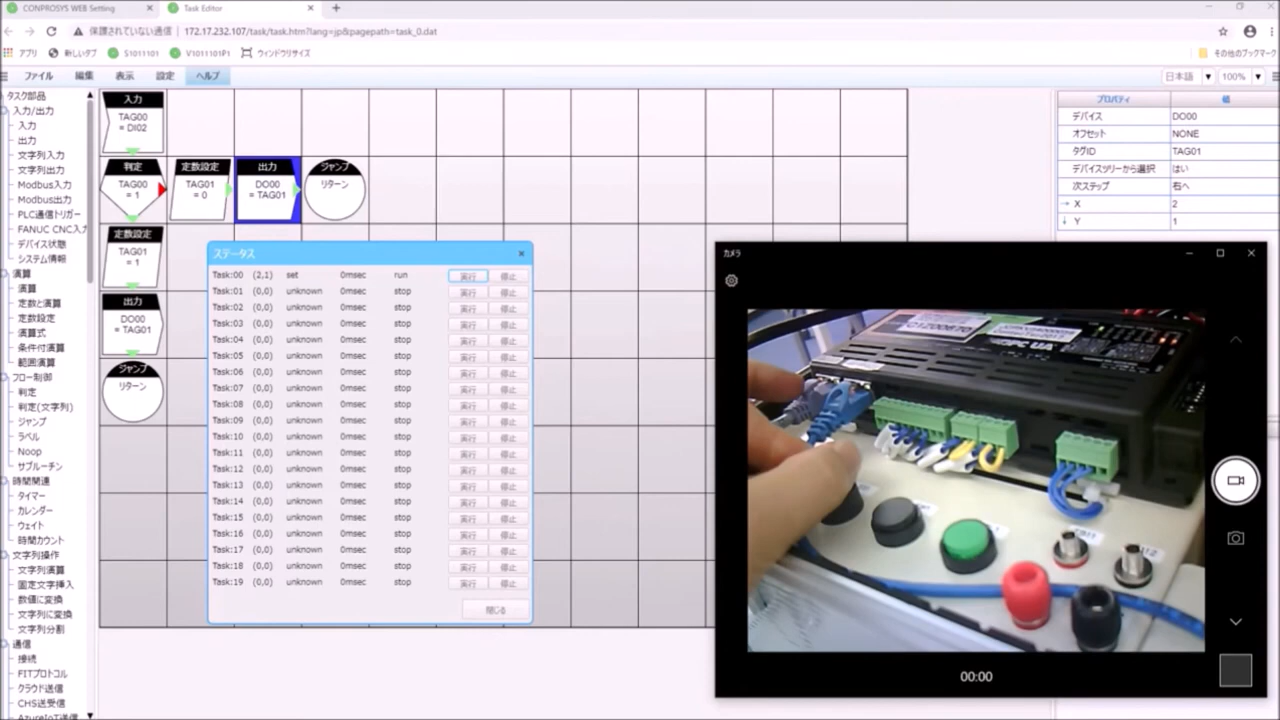 CONPROSYS WEB Setting
Task Editor
保護されていない通信 | 172.17.232.107/task/task.htm?lang=jp&pagepath=task_0.dat
アプリ 新しいタブ S1011101 V1011101P1 ウィンドウリサイズ その他のブックマーク
ファイル 編集 表示 設定 ヘルプ 日本語 100%
タスク部品
入力/出力
入力
出力
文字列入力
文字列出力
Modbus入力
Modbus出力
PLC通信トリガー
FANUC CNC入力
デバイス状態
システム情報
演算
演算
定数と演算
定数設定
演算式
条件付演算
範囲演算
フロー制御
判定
判定(文字列)
ジャンプ
ラベル
Noop
サブルーチン
時間関連
タイマー
カレンダー
ウェイト
時間カウント
文字列操作
文字列演算
固定文字挿入
数値に変換
文字列に変換
文字列分割
通信
接続
FITプロトコル
クラウド送信
CHS送受信
AzureIoT送信
入力
TAG00
= DI02
判定
TAG00
= 1
定数設定
TAG01
= 0
出力
DO00
= TAG01
ジャンプ
リターン
定数設定
TAG01
= 1
出力
DO00
= TAG01
ジャンプ
リターン
ステータス
Task:00 (2,1) set 0msec run 実行 停止
Task:01 (0,0) unknown 0msec stop 実行 停止
Task:02 (0,0) unknown 0msec stop 実行 停止
Task:03 (0,0) unknown 0msec stop 実行 停止
Task:04 (0,0) unknown 0msec stop 実行 停止
Task:05 (0,0) unknown 0msec stop 実行 停止
Task:06 (0,0) unknown 0msec stop 実行 停止
Task:07 (0,0) unknown 0msec stop 実行 停止
Task:08 (0,0) unknown 0msec stop 実行 停止
Task:09 (0,0) unknown 0msec stop 実行 停止
Task:10 (0,0) unknown 0msec stop 実行 停止
Task:11 (0,0) unknown 0msec stop 実行 停止
Task:12 (0,0) unknown 0msec stop 実行 停止
Task:13 (0,0) unknown 0msec stop 実行 停止
Task:14 (0,0) unknown 0msec stop 実行 停止
Task:15 (0,0) unknown 0msec stop 実行 停止
Task:16 (0,0) unknown 0msec stop 実行 停止
Task:17 (0,0) unknown 0msec stop 実行 停止
Task:18 (0,0) unknown 0msec stop 実行 停止
Task:19 (0,0) unknown 0msec stop 実行 停止
閉じる
プロパティ 値
デバイス DO00
オフセット NONE
タグID TAG01
デバイスツリーから選択 はい
次ステップ 右へ
X 2
Y 1
カメラ
00:00